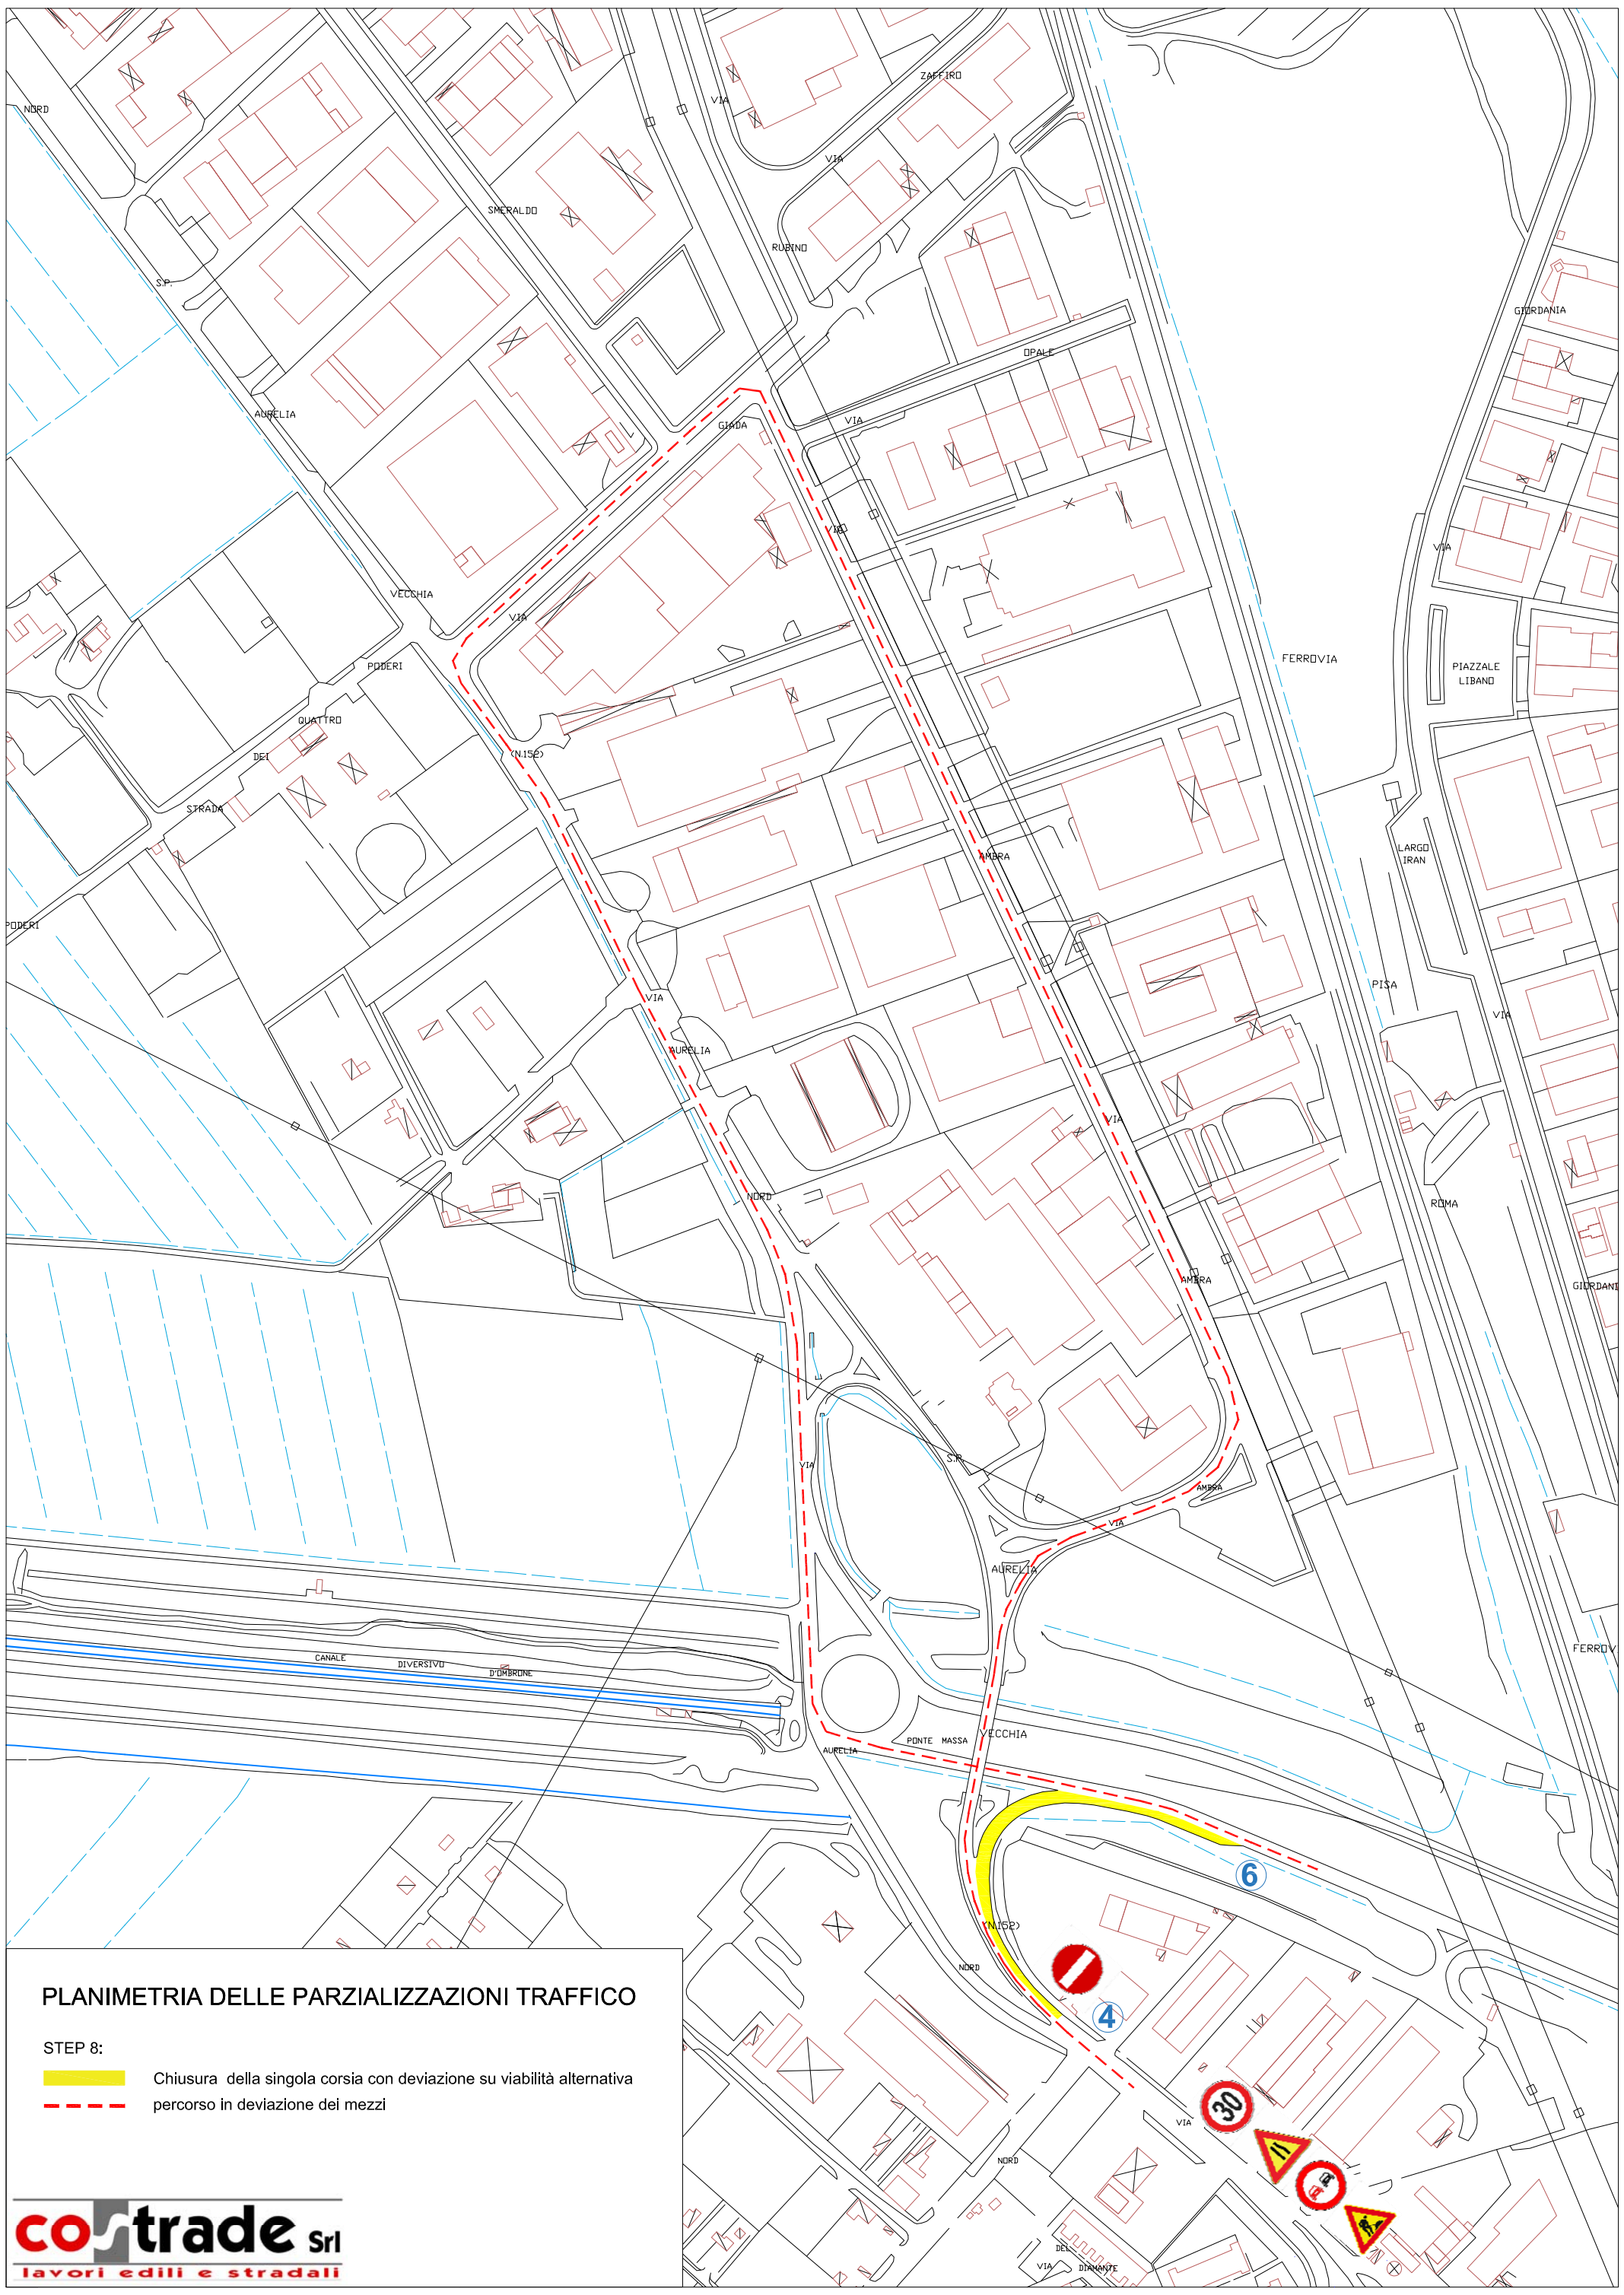 NORD
VIA
ZAFFIRO
VIA
SMERALDO
RUBINO
S.P.
GIORDANIA
OPALE
AURELIA
VIA
GIADA
VIA
VIA
VECCHIA
VIA
FERROVIA
PODERI
PIAZZALE
LIBANO
QUATTRO
(N.152)
DEI
STRADA
LARGO
IRAN
AMBRA
PODERI
PISA
VIA
VIA
AURELIA
VIA
NORD
ROMA
AMBRA
GIORDANI
S.P.
VIA
AMBRA
VIA
AURELIA
CANALE
DIVERSIVO
D'OMBRONE
FERROV
VECCHIA
PONTE MASSA
AURELIA
6
(N.152)
NORD
4
30
VIA
NORD
DEL
VIA
DIAMANTE
PLANIMETRIA DELLE PARZIALIZZAZIONI TRAFFICO
STEP 8:
Chiusura della singola corsia con deviazione su viabilità alternativa
percorso in deviazione dei mezzi
costrade Srl
lavori edili e stradali